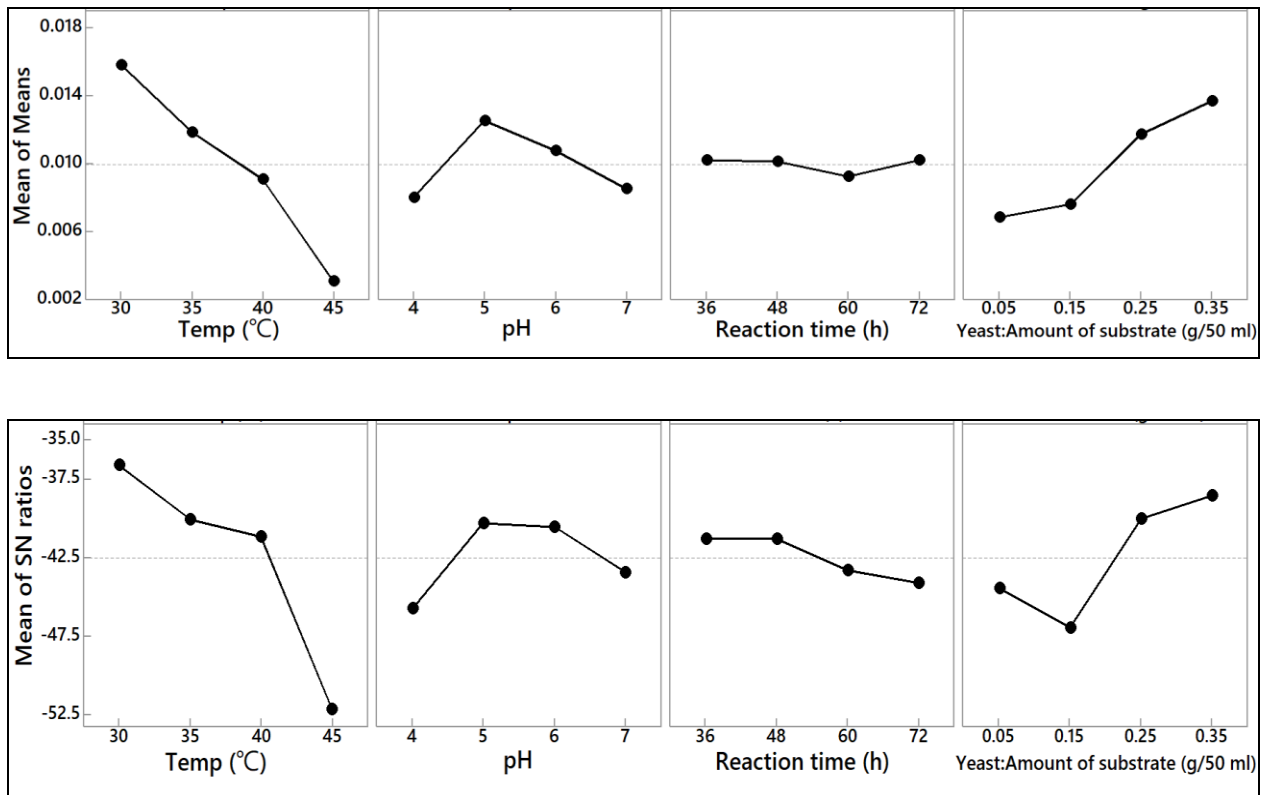 Mean of Means
0.018
0.014
0.010
0.006
0.002
30 35 40 45
Temp (℃)
4 5 6 7
pH
36 48 60 72
Reaction time (h)
0.05 0.15 0.25 0.35
Yeast:Amount of substrate (g/50 ml)
Mean of SN ratios
-35.0
-37.5
-42.5
-47.5
-52.5
30 35 40 45
Temp (℃)
4 5 6 7
pH
36 48 60 72
Reaction time (h)
0.05 0.15 0.25 0.35
Yeast:Amount of substrate (g/50 ml)